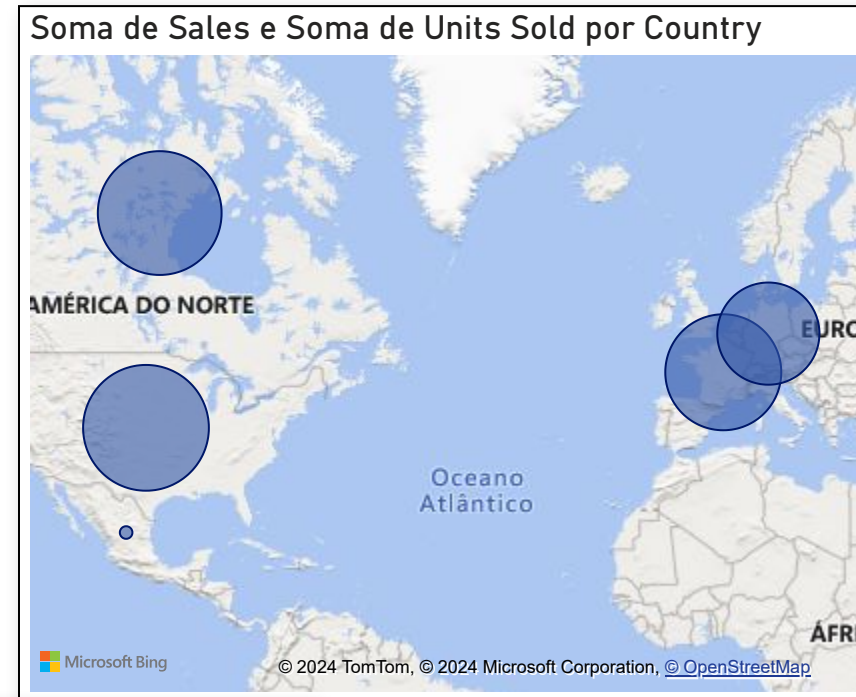 Soma de Sales e Soma de Units Sold por Country
AMÉRICA DO NORTE
EURO
Oceano
Atlântico
ÁFRI
Microsoft Bing
© 2024 TomTom, © 2024 Microsoft Corporation, © OpenStreetMap